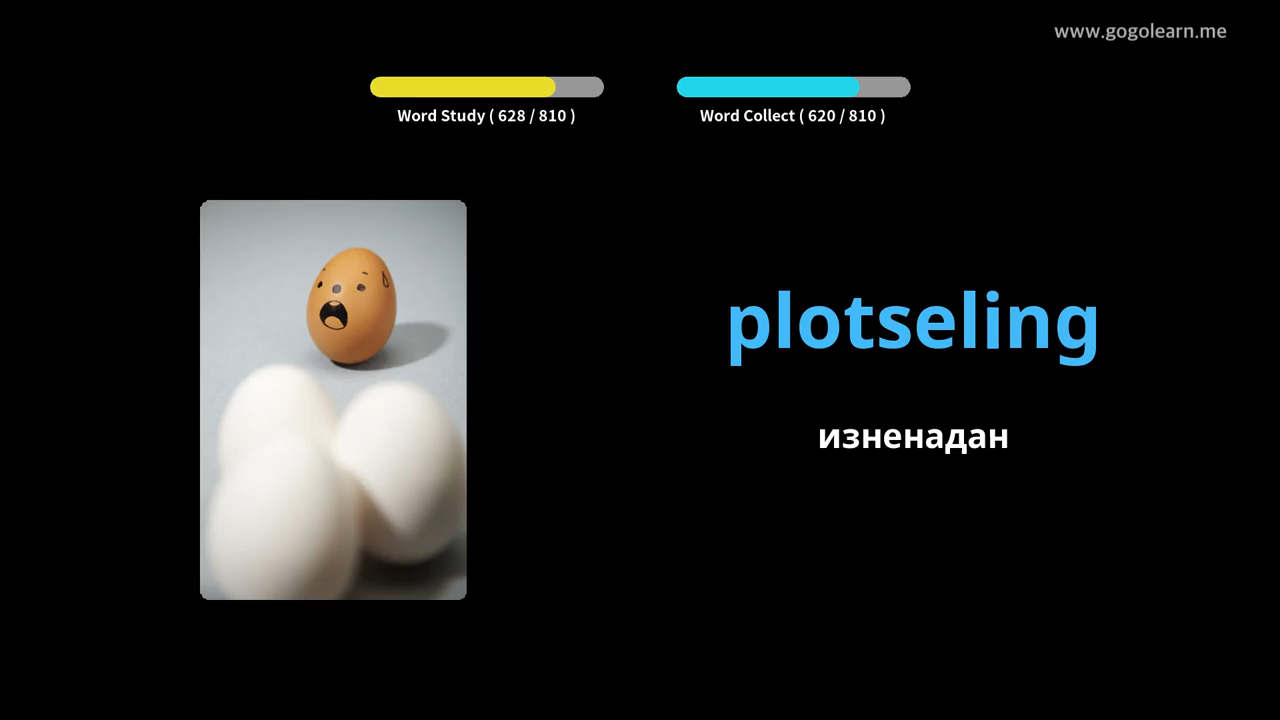 www.gogolearn.me
Word Study ( 628 / 810 )
Word Collect ( 620 / 810 )
plotseling
изненадан